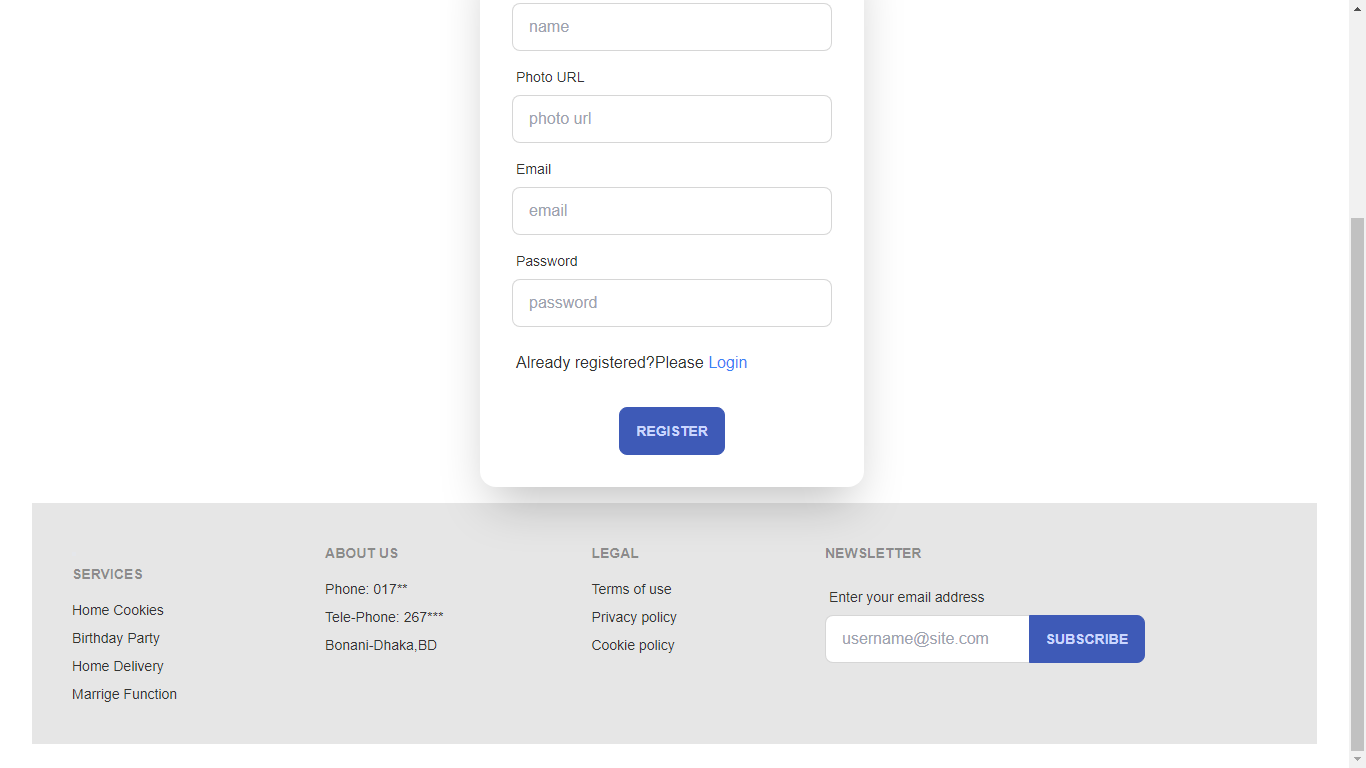 name
Photo URL
photo url
Email
email
Password
password
Already registered?Please Login
REGISTER
SERVICES
Home Cookies
Birthday Party
Home Delivery
Marrige Function
ABOUT US
Phone: 017**
Tele-Phone: 267***
Bonani-Dhaka,BD
LEGAL
Terms of use
Privacy policy
Cookie policy
NEWSLETTER
Enter your email address
username@site.com
SUBSCRIBE